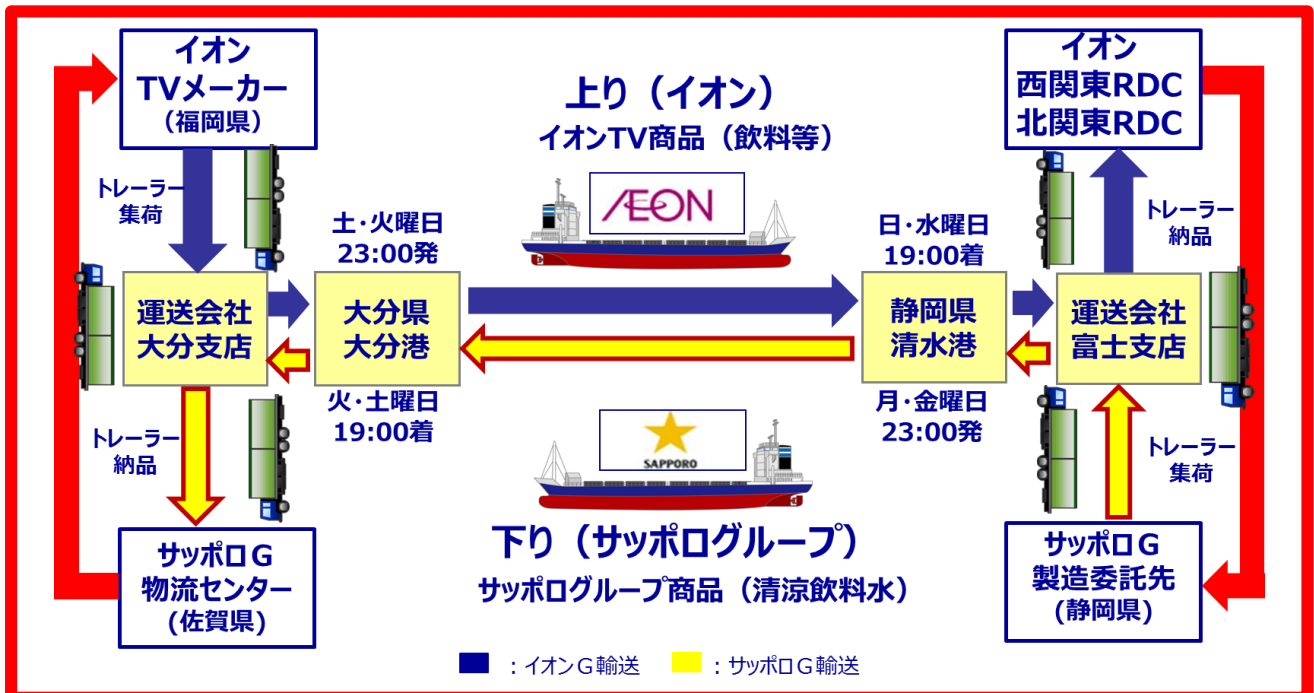 イオン
TVメーカー
(福岡県)
上り（イオン）
イオンTV商品（飲料等）
イオン
西関東RDC
北関東RDC
トレーラー
集荷
土・火曜日
23:00発
ÆON
日・水曜日
19:00着
トレーラー
納品
運送会社
大分支店
大分県
大分港
静岡県
清水港
運送会社
富士支店
火・土曜日
19:00着
月・金曜日
23:00発
トレーラー
納品
SAPPORO
トレーラー
集荷
サッポロＧ
物流センター
(佐賀県)
下り（サッポログループ）
サッポログループ商品（清涼飲料水）
サッポロＧ
製造委託先
(静岡県)
：イオンＧ輸送
：サッポロＧ輸送